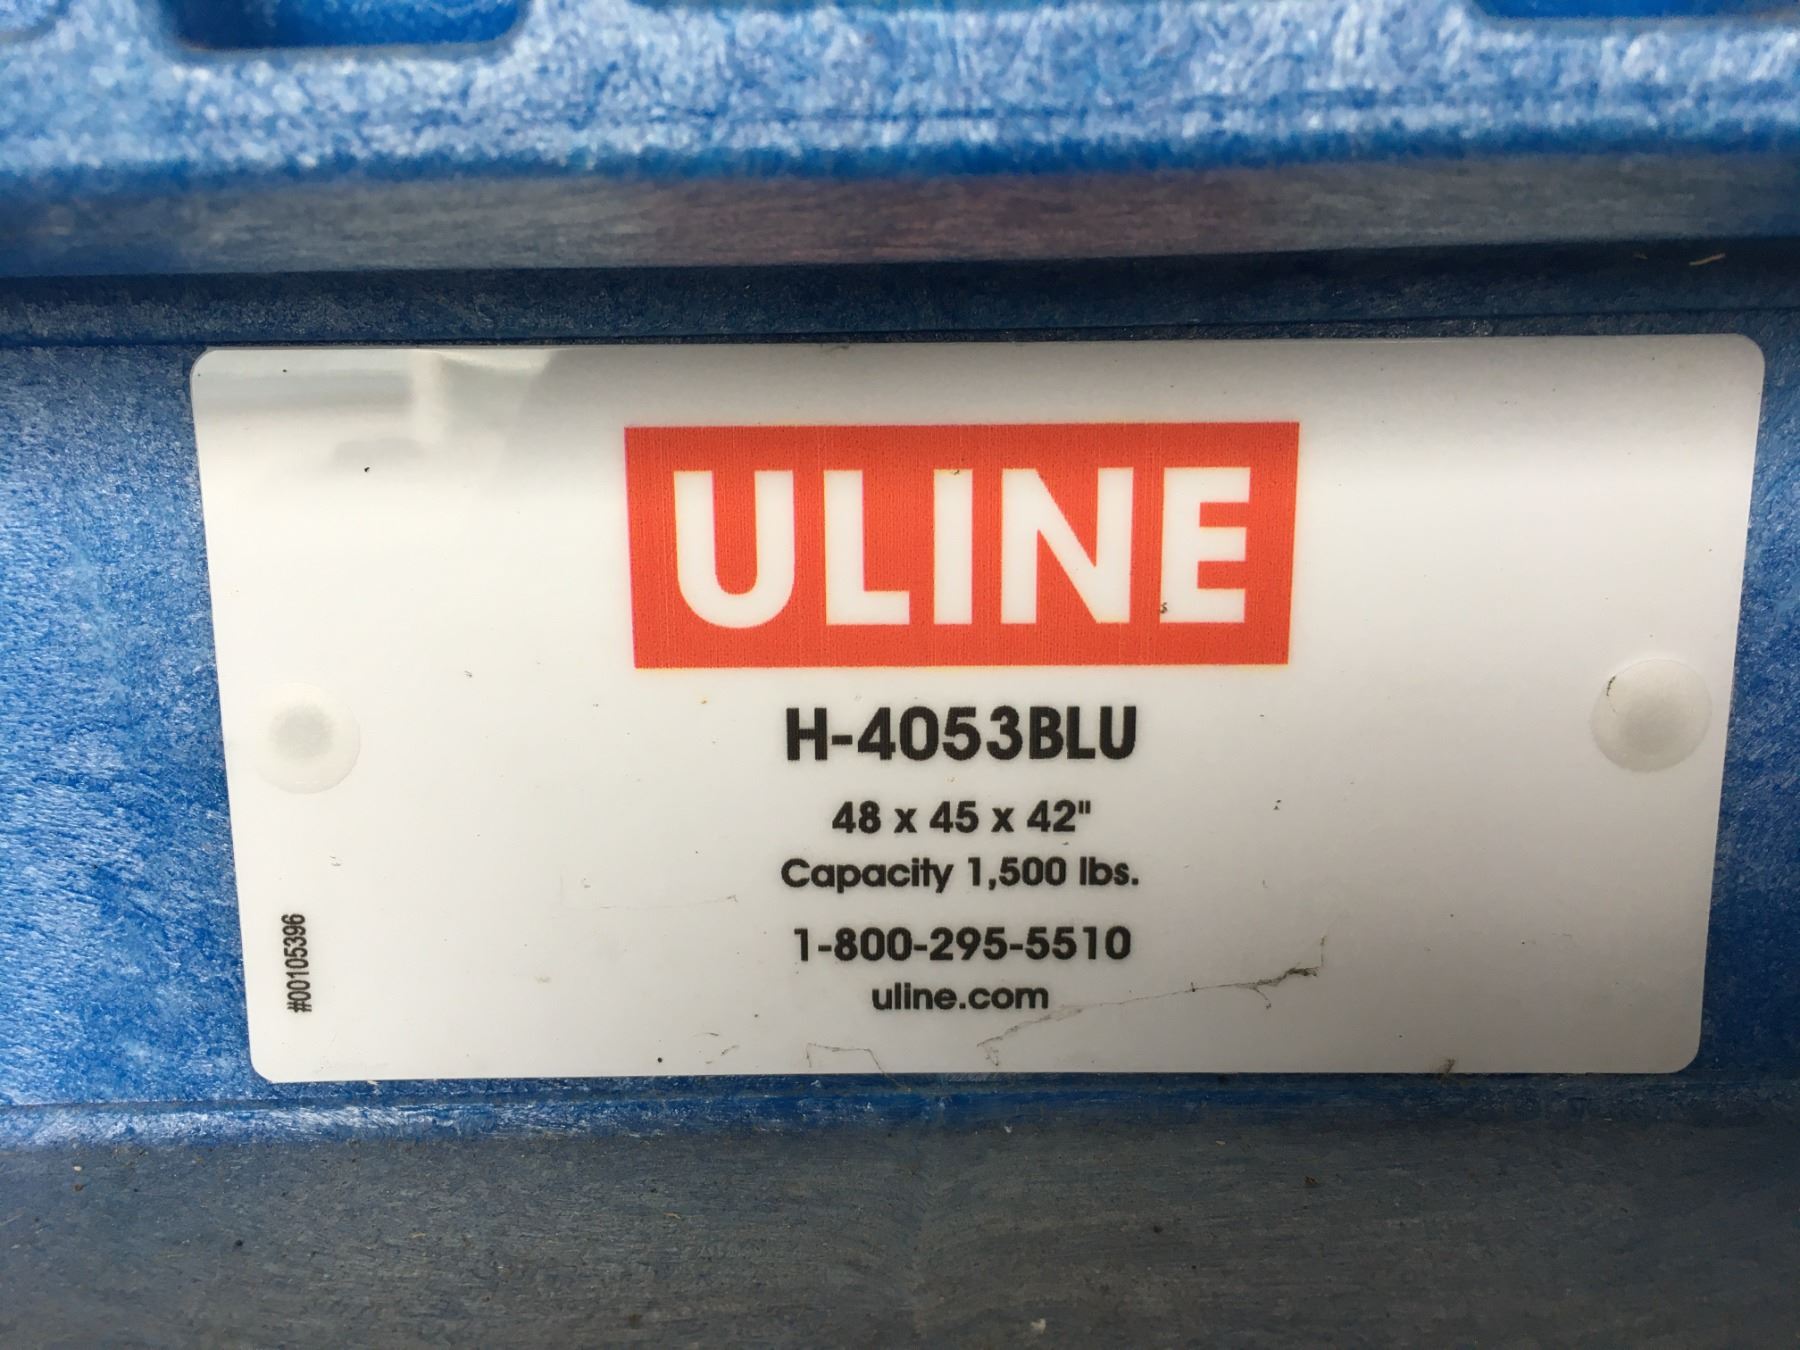 ULINE
H-4053BLU
48 x 45 x 42"
Capacity 1,500 lbs.
1-800-295-5510
uline.com
#00105396